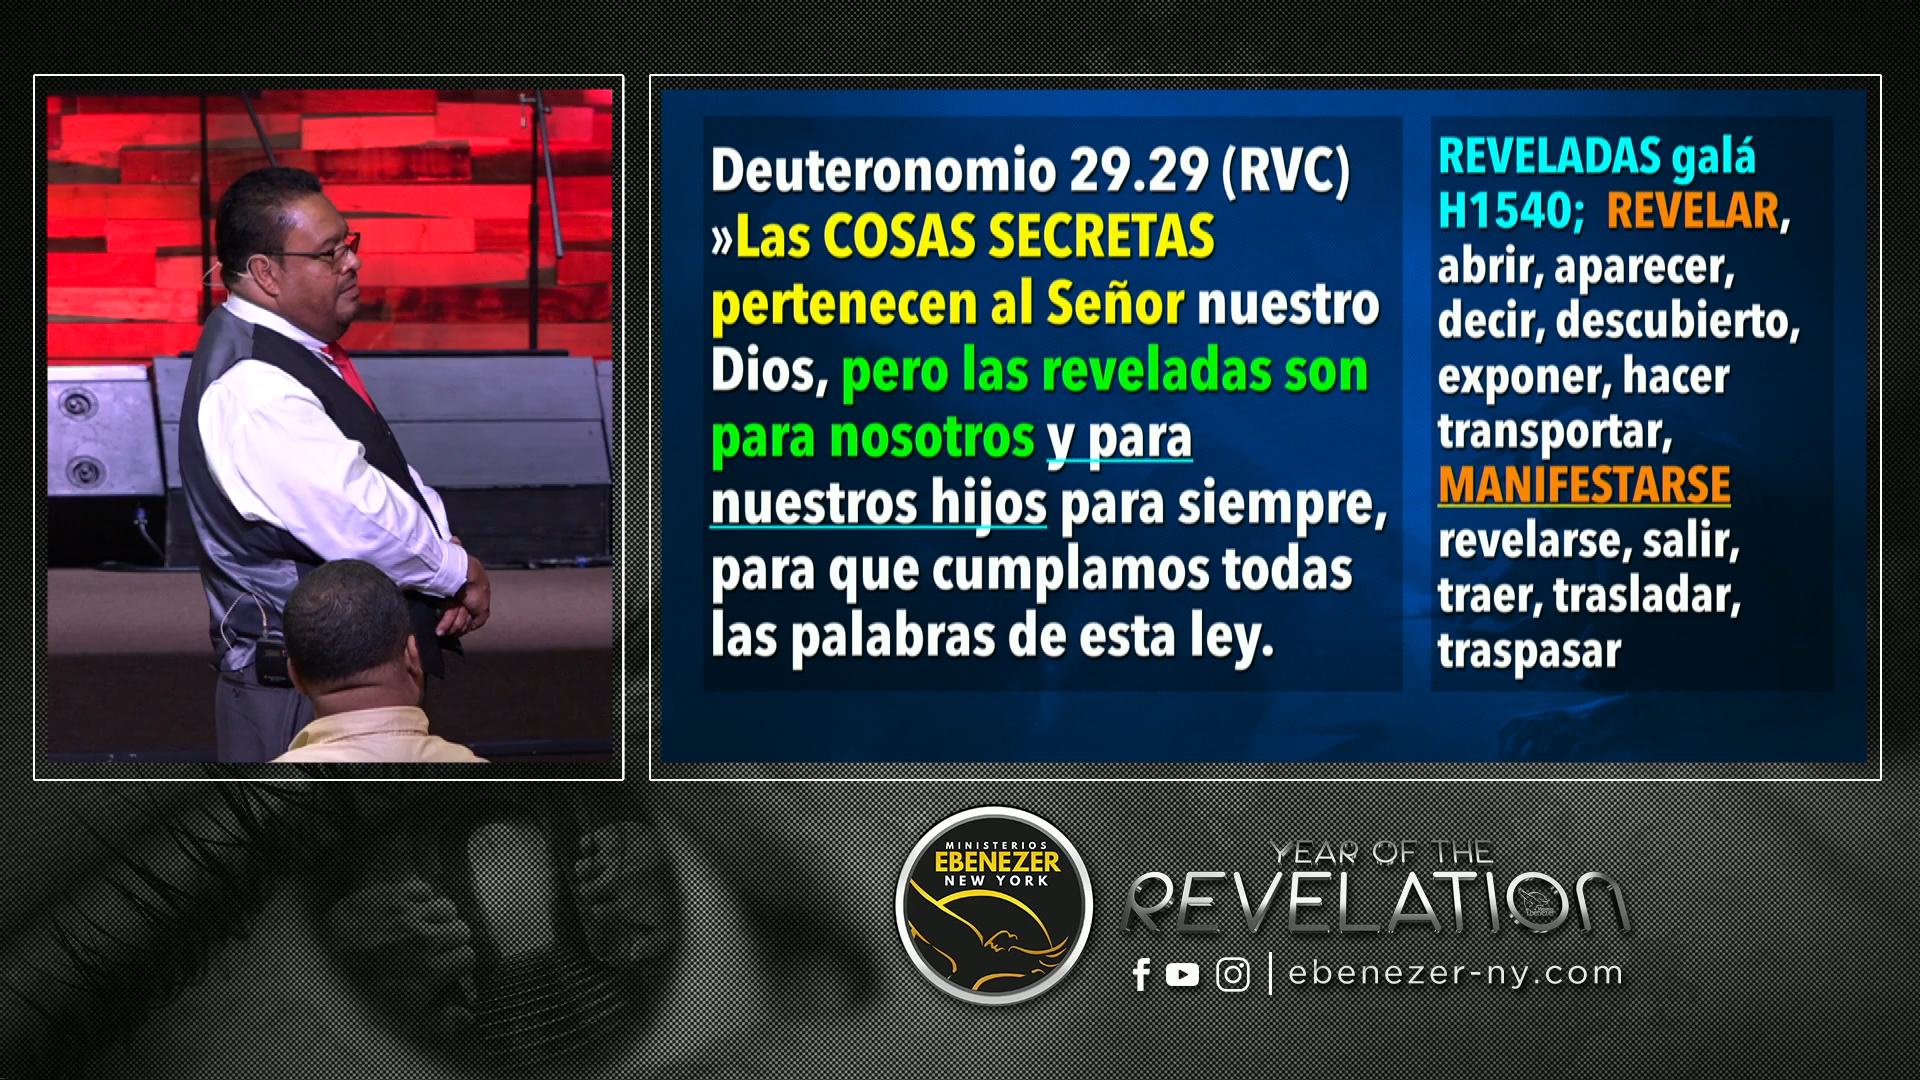 Deuteronomio 29.29 (RVC)
»Las COSAS SECRETAS
pertenecen al Señor nuestro
Dios, pero las reveladas son
para nosotros y para
nuestros hijos para siempre,
para que cumplamos todas
las palabras de esta ley.
REVELADAS galá
H1540; REVELAR,
abrir, aparecer,
decir, descubierto,
exponer, hacer
transportar,
MANIFESTARSE
revelarse, salir,
traer, trasladar,
traspasar
MINISTERIOS
EBENEZER
NEW YORK
YEAR OF THE
REVELATION
ebenezer-ny.com